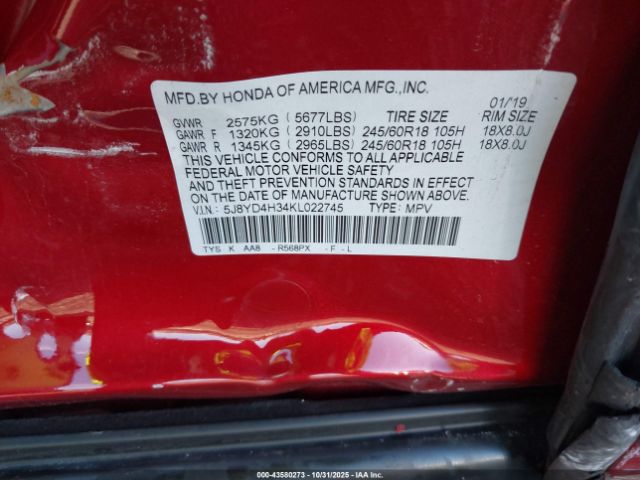 MFD.BY HONDA OF AMERICA MFG.,INC.
01/'19
GVWR 2575KG (5677LBS) TIRE SIZE RIM SIZE
GAWR F 1320KG (2910LBS) 245/60R18 105H 18X8.0J
GAWR R 1345KG (2965LBS) 245/60R18 105H 18X8.0J
THIS VEHICLE CONFORMS TO ALL APPLICABLE
FEDERAL MOTOR VEHICLE SAFETY
AND THEFT PREVENTION STANDARDS IN EFFECT
ON THE DATE OF MANUFACTURE SHOWN ABOVE.
V.I.N.: 5J8YD4H34KL022745 TYPE: MPV
TYS K AA8 - R568PX - F - L
000-43580273 - 10/31/2025 - IAA Inc.